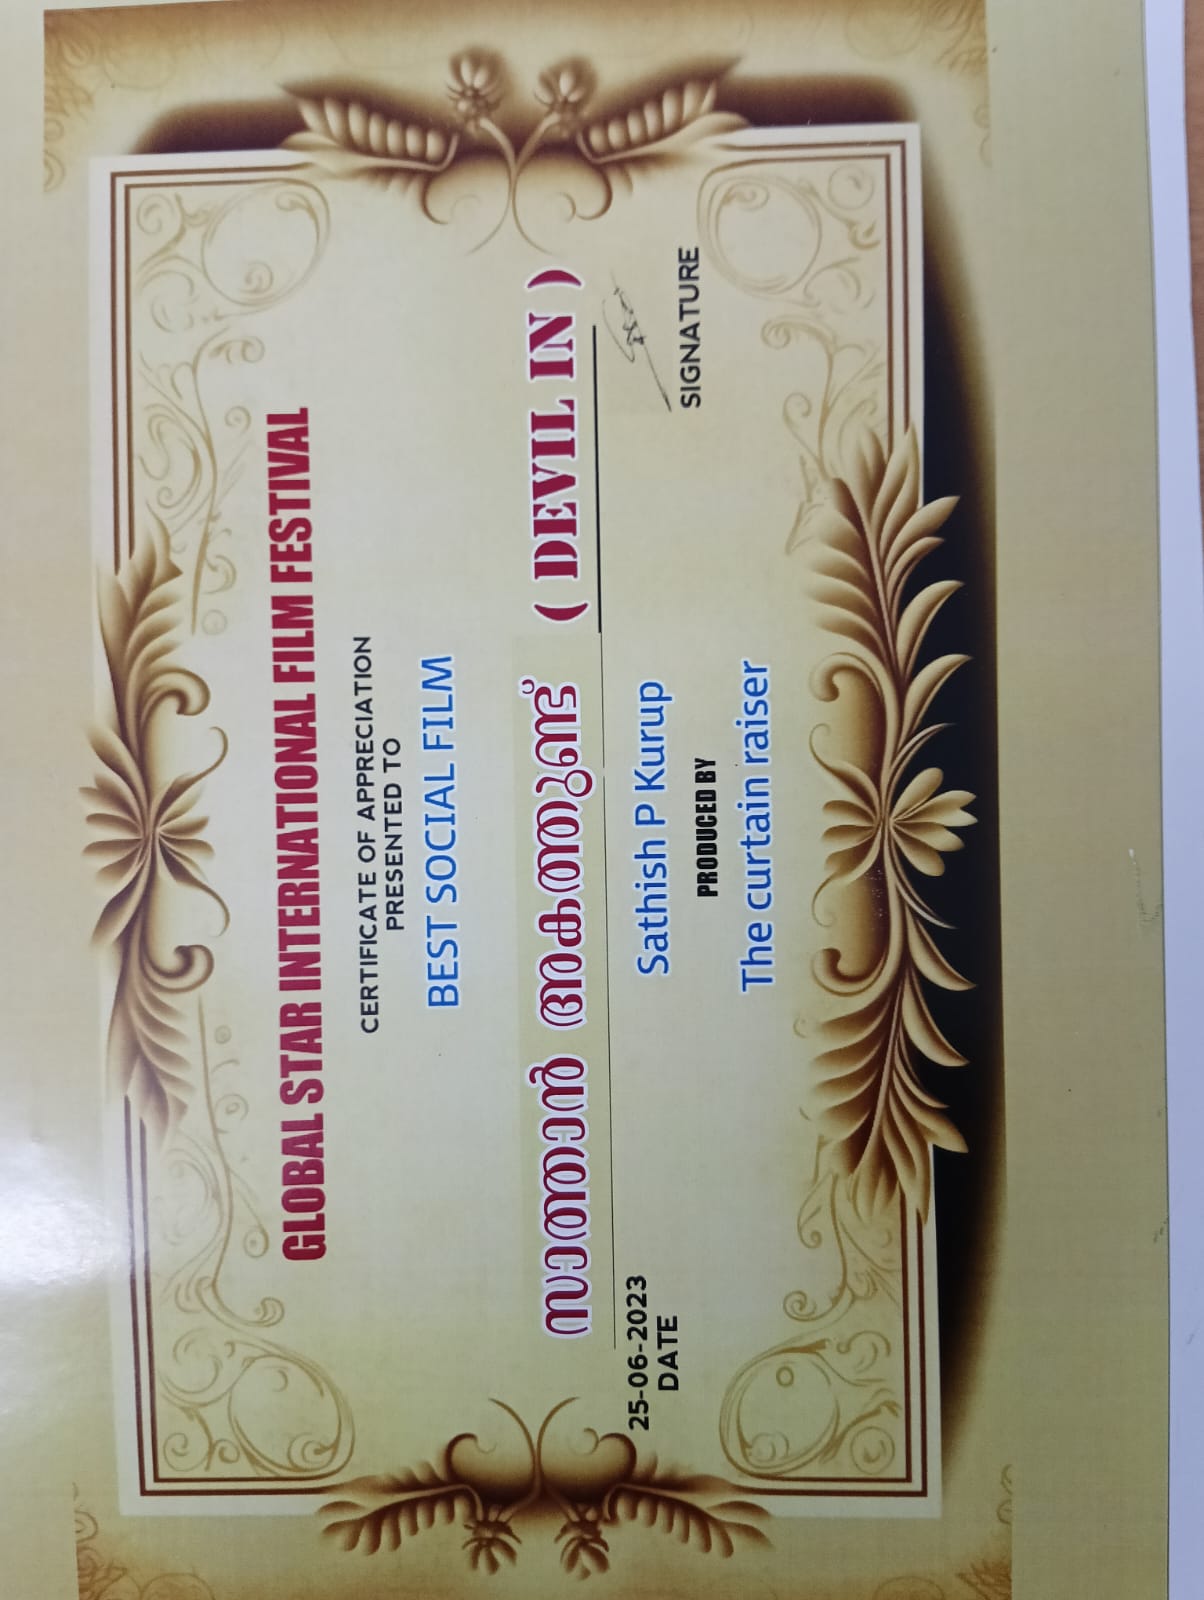 GLOBAL STAR INTERNATIONAL FILM FESTIVAL
CERTIFICATE OF APPRECIATION
PRESENTED TO
BEST SOCIAL FILM
സാത്താൻ അകത്തുണ്ട് ( DEVIL IN )
25-06-2023
DATE
Sathish P Kurup
PRODUCED BY
The curtain raiser
SIGNATURE